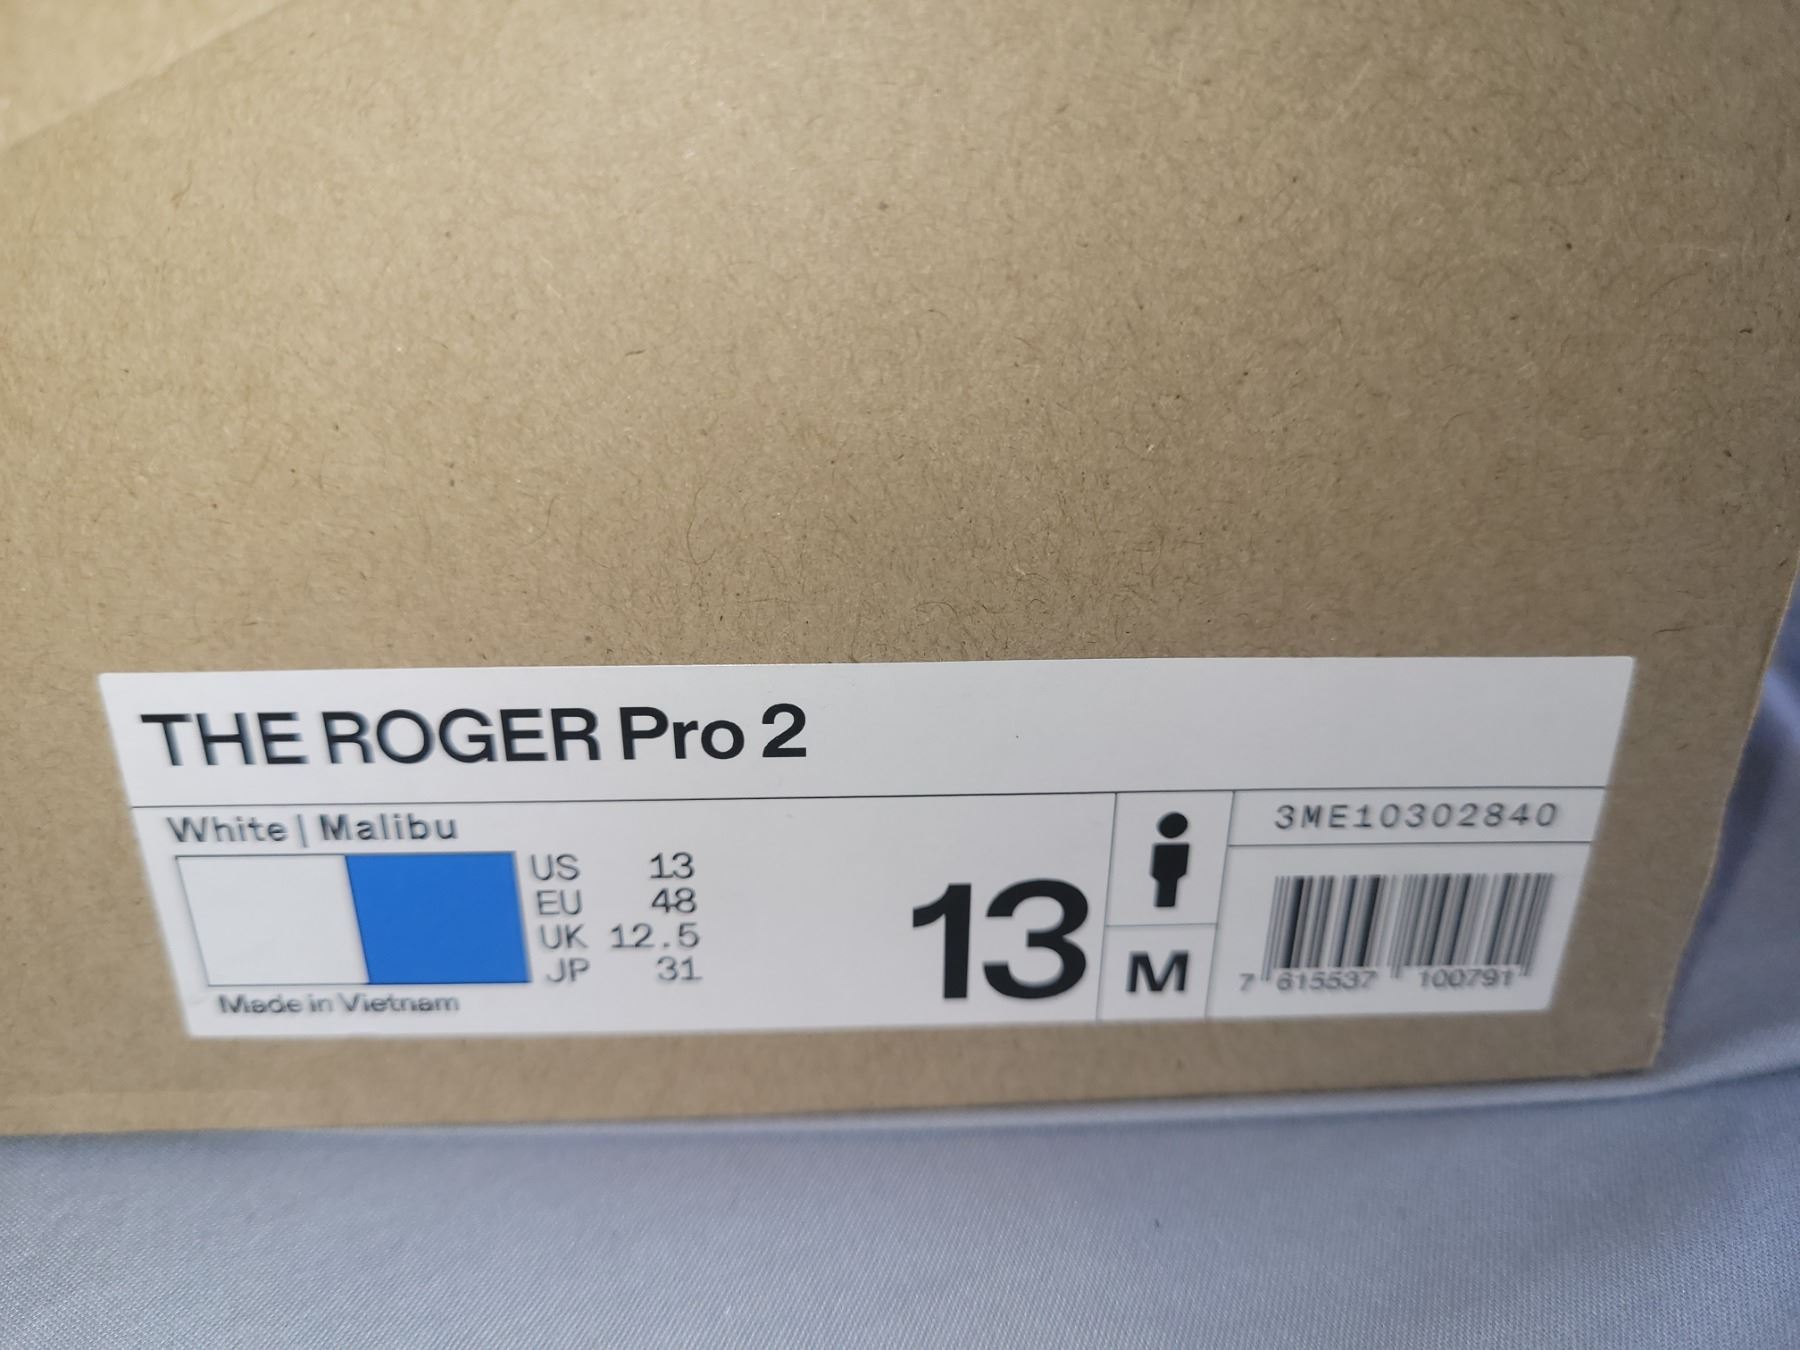 THE ROGER Pro 2
White | Malibu
US 13
EU 48
UK 12.5
JP 31
Made in Vietnam
13
M
3ME10302840
7 615537 100791